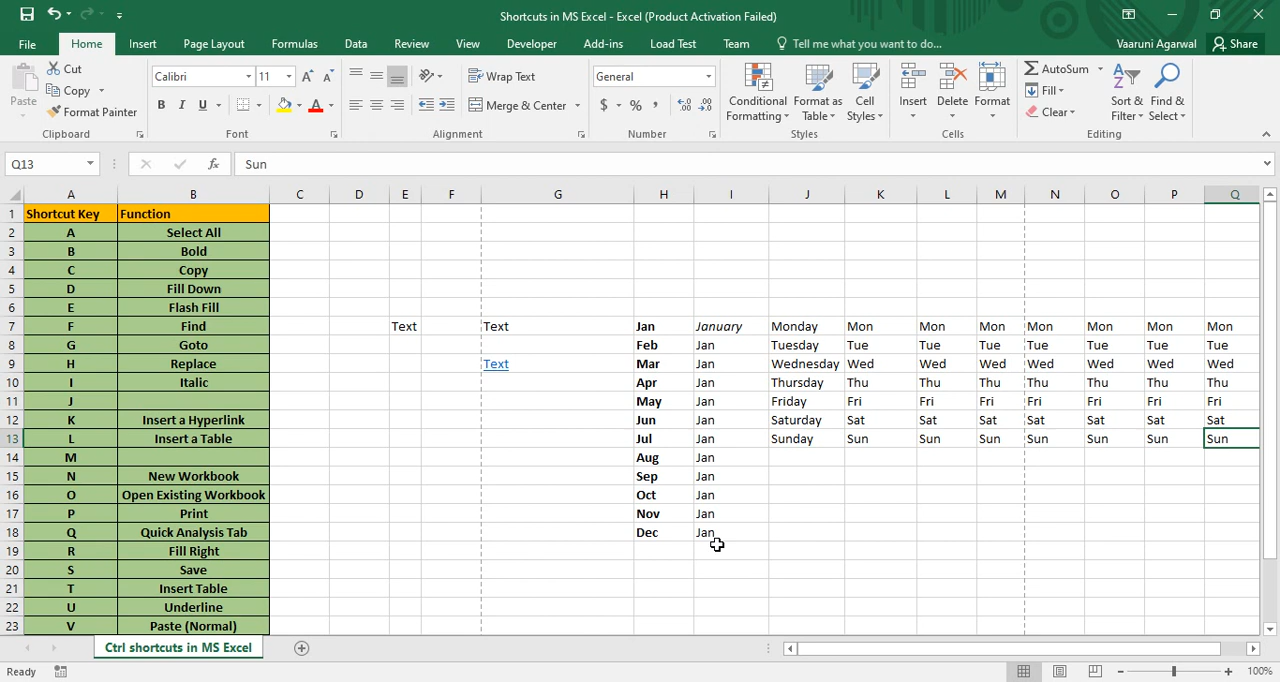 Shortcuts in MS Excel - Excel (Product Activation Failed)
File Home Insert Page Layout Formulas Data Review View Developer Add-ins Load Test Team Tell me what you want to do... Vaaruni Agarwal Share
Paste
Cut
Copy
Format Painter
Clipboard
Calibri 11
B I U A
Font
Wrap Text
Merge & Center
Alignment
General
$ % ,
Number
Conditional Formatting
Format as Table
Cell Styles
Styles
Insert Delete Format
Cells
AutoSum
Fill
Clear
Sort & Filter
Find & Select
Editing
Q13 fx Sun
A B C D E F G H I J K L M N O P Q
1 Shortcut Key Function
2 A Select All
3 B Bold
4 C Copy
5 D Fill Down
6 E Flash Fill
7 F Find Text Text Jan January Monday Mon Mon Mon Mon Mon Mon Mon
8 G Goto Feb Jan Tuesday Tue Tue Tue Tue Tue Tue Tue
9 H Replace Text Mar Jan Wednesday Wed Wed Wed Wed Wed Wed Wed
10 I Italic Apr Jan Thursday Thu Thu Thu Thu Thu Thu Thu
11 J May Jan Friday Fri Fri Fri Fri Fri Fri Fri
12 K Insert a Hyperlink Jun Jan Saturday Sat Sat Sat Sat Sat Sat Sat
13 L Insert a Table Jul Jan Sunday Sun Sun Sun Sun Sun Sun Sun
14 M Aug Jan
15 N New Workbook Sep Jan
16 O Open Existing Workbook Oct Jan
17 P Print Nov Jan
18 Q Quick Analysis Tab Dec Jan
19 R Fill Right
20 S Save
21 T Insert Table
22 U Underline
23 V Paste (Normal)
Ctrl shortcuts in MS Excel
Ready 100%